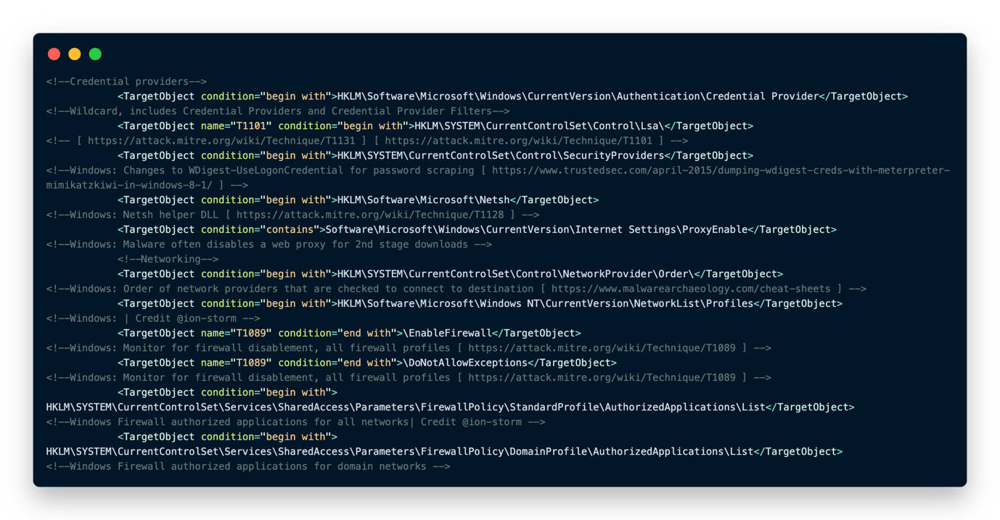 <!--Credential providers-->
<TargetObject condition="begin with">HKLM\Software\Microsoft\Windows\CurrentVersion\Authentication\Credential Provider</TargetObject>
<!--Wildcard, includes Credential Providers and Credential Provider Filters-->
<TargetObject name="T1101" condition="begin with">HKLM\SYSTEM\CurrentControlSet\Control\Lsa\</TargetObject>
<!-- [ https://attack.mitre.org/wiki/Technique/T1131 ] [ https://attack.mitre.org/wiki/Technique/T1101 ] -->
<TargetObject condition="begin with">HKLM\SYSTEM\CurrentControlSet\Control\SecurityProviders</TargetObject>
<!--Windows: Changes to WDigest-UseLogonCredential for password scraping [ https://www.trustedsec.com/april-2015/dumping-wdigest-creds-with-meterpreter-
mimikatzkiwi-in-windows-8-1/ ] -->
<TargetObject condition="begin with">HKLM\Software\Microsoft\Netsh</TargetObject>
<!--Windows: Netsh helper DLL [ https://attack.mitre.org/wiki/Technique/T1128 ] -->
<TargetObject condition="contains">Software\Microsoft\Windows\CurrentVersion\Internet Settings\ProxyEnable</TargetObject>
<!--Windows: Malware often disables a web proxy for 2nd stage downloads -->
<!--Networking-->
<TargetObject condition="begin with">HKLM\SYSTEM\CurrentControlSet\Control\NetworkProvider\Order\</TargetObject>
<!--Windows: Order of network providers that are checked to connect to destination [ https://www.malwarearchaeology.com/cheat-sheets ] -->
<TargetObject condition="begin with">HKLM\Software\Microsoft\Windows NT\CurrentVersion\NetworkList\Profiles</TargetObject>
<!--Windows: | Credit @ion-storm -->
<TargetObject name="T1089" condition="end with">\EnableFirewall</TargetObject>
<!--Windows: Monitor for firewall disablement, all firewall profiles [ https://attack.mitre.org/wiki/Technique/T1089 ] -->
<TargetObject name="T1089" condition="end with">\DoNotAllowExceptions</TargetObject>
<!--Windows: Monitor for firewall disablement, all firewall profiles [ https://attack.mitre.org/wiki/Technique/T1089 ] -->
<TargetObject condition="begin with">
HKLM\SYSTEM\CurrentControlSet\Services\SharedAccess\Parameters\FirewallPolicy\StandardProfile\AuthorizedApplications\List</TargetObject>
<!--Windows Firewall authorized applications for all networks| Credit @ion-storm -->
<TargetObject condition="begin with">
HKLM\SYSTEM\CurrentControlSet\Services\SharedAccess\Parameters\FirewallPolicy\DomainProfile\AuthorizedApplications\List</TargetObject>
<!--Windows Firewall authorized applications for domain networks -->